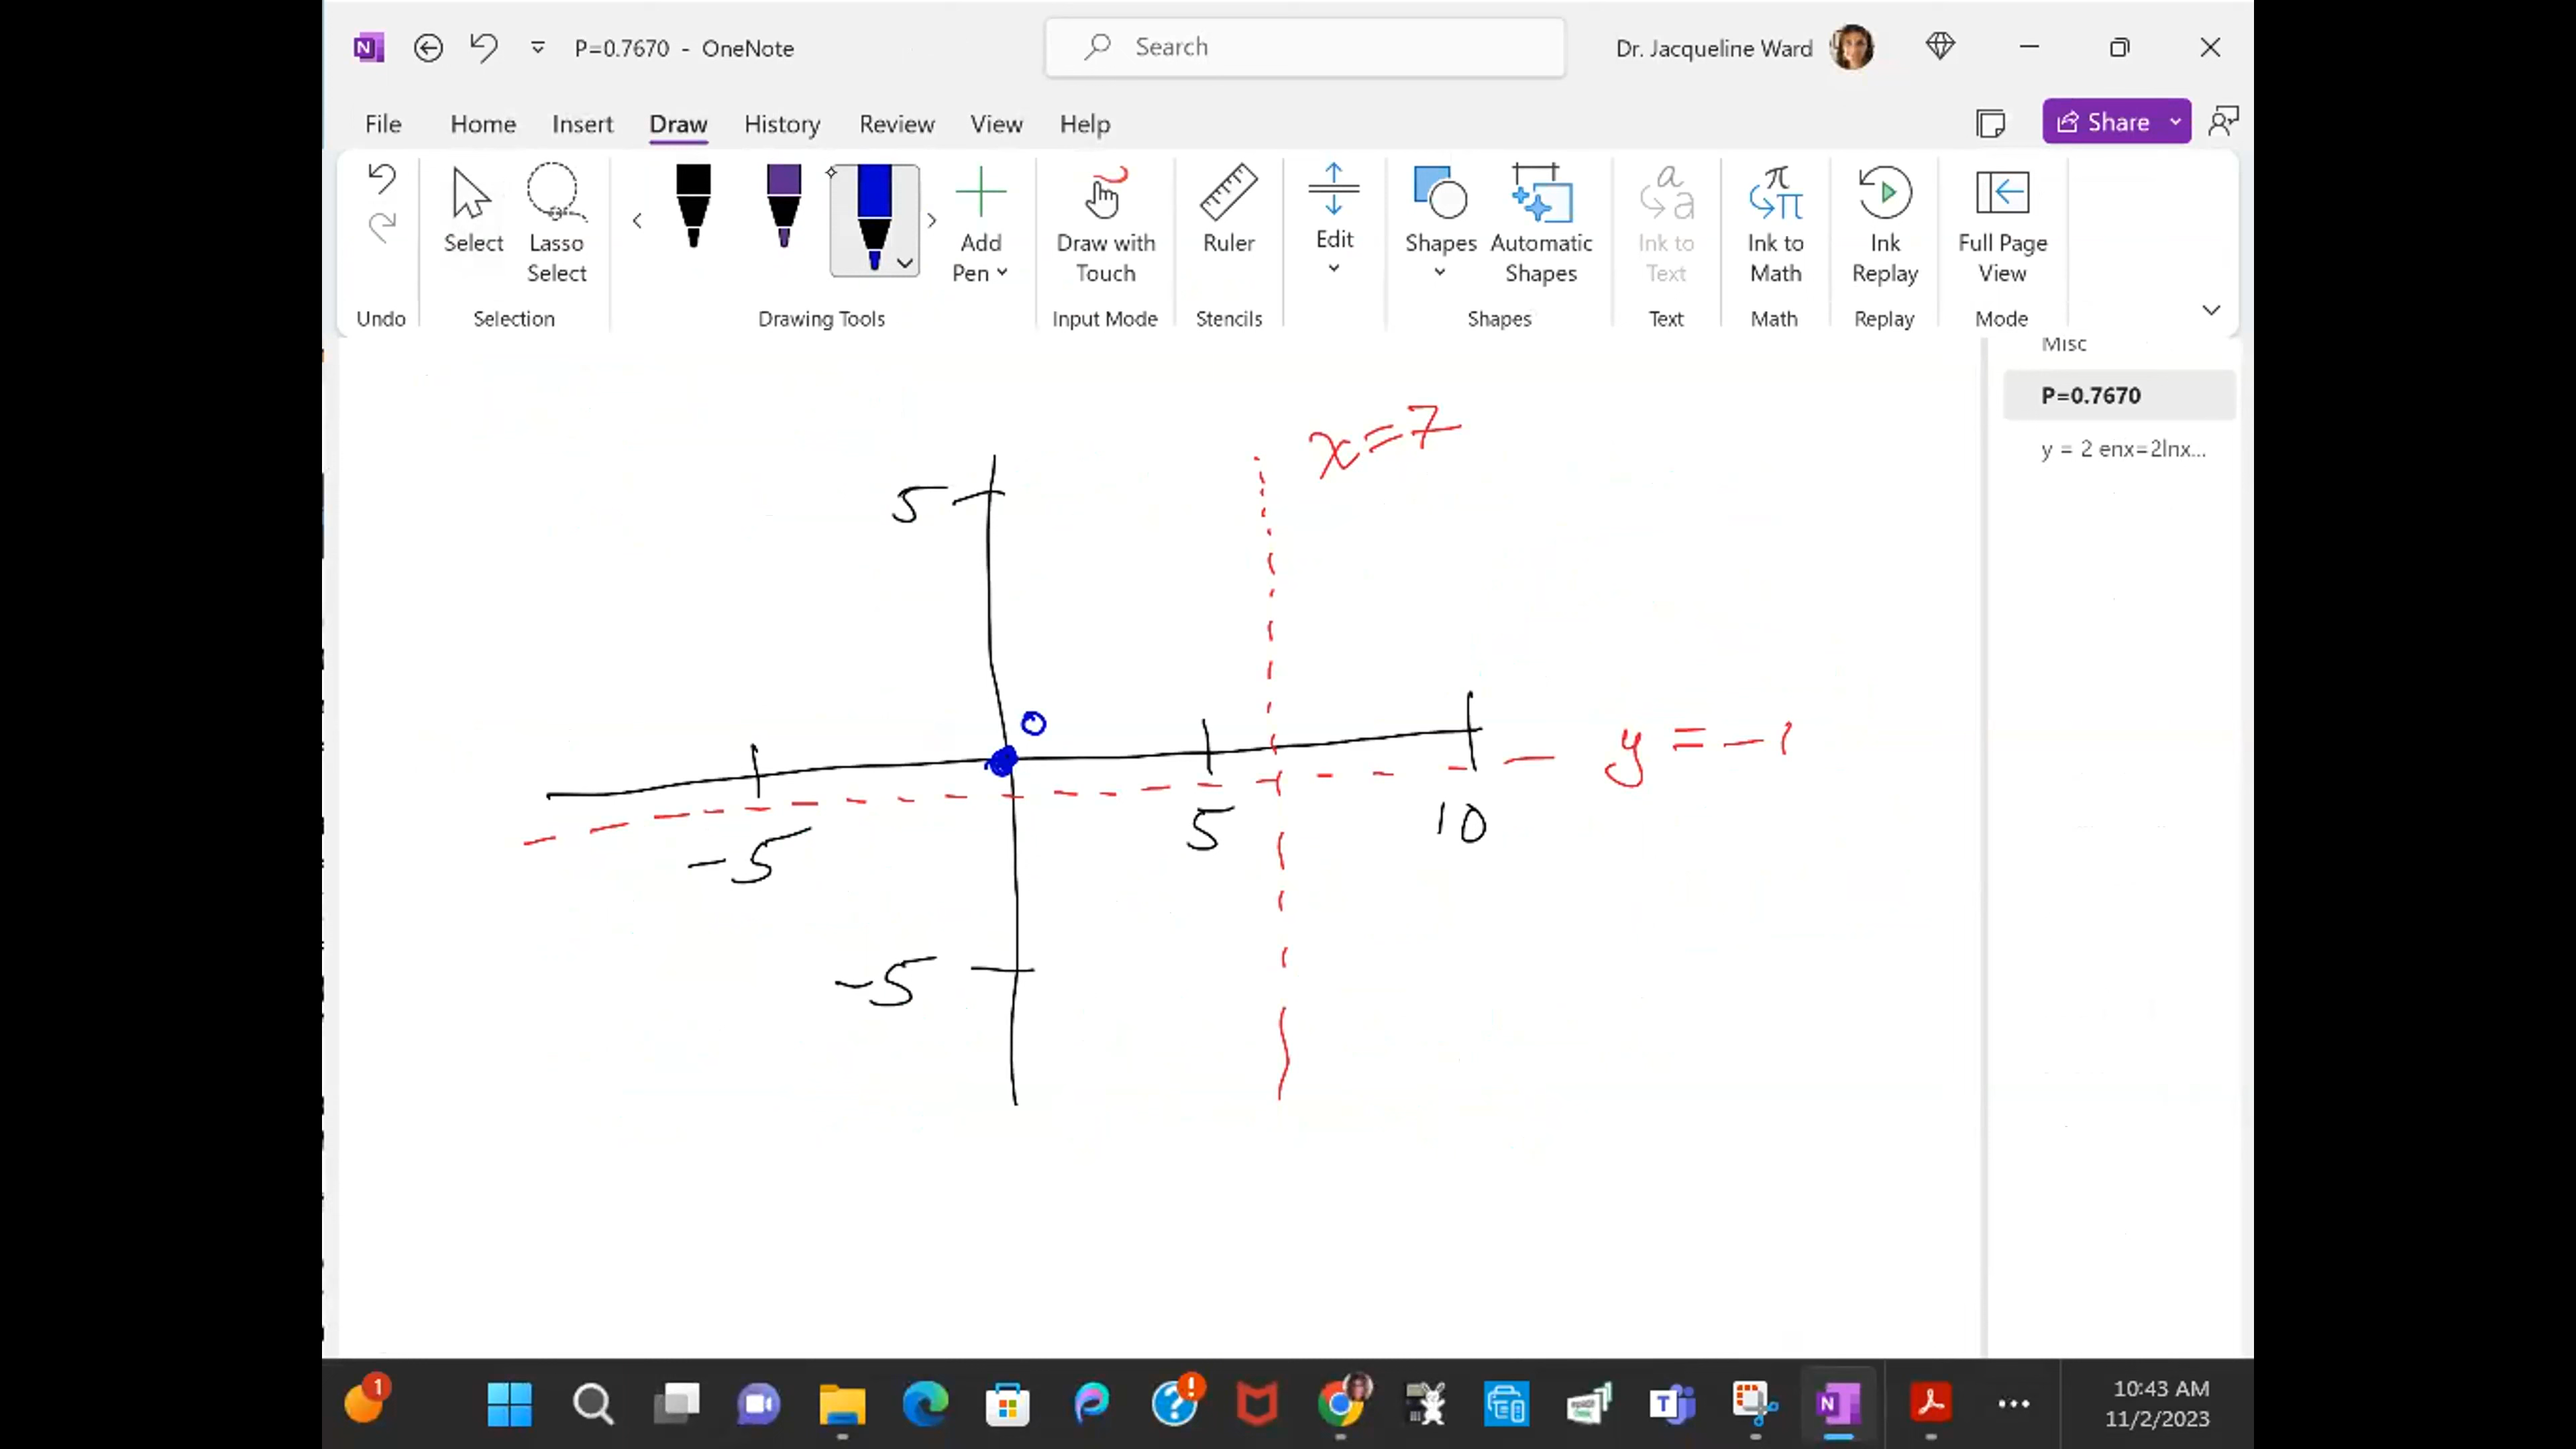 P=0.7670 - OneNote
Search
Dr. Jacqueline Ward
File Home Insert Draw History Review View Help
Share
Select
Lasso Select
Add Pen
Draw with Touch
Ruler
Edit
Shapes
Automatic Shapes
Ink to Text
Ink to Math
Ink Replay
Full Page View
Undo Selection Drawing Tools Input Mode Stencils Shapes Text Math Replay Mode
Misc
P=0.7670
y = 2 enx=2lnx...
x=7
5
0
y = -1
-5
5
10
-5
1
10:43 AM
11/2/2023